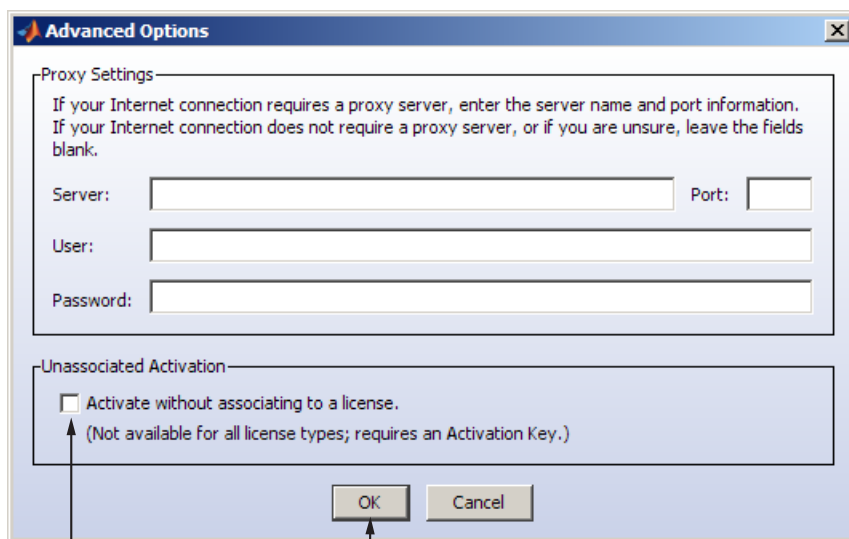 Advanced Options
Proxy Settings
If your Internet connection requires a proxy server, enter the server name and port information.
If your Internet connection does not require a proxy server, or if you are unsure, leave the fields
blank.
Server: Port:
User:
Password:
Unassociated Activation
Activate without associating to a license.
(Not available for all license types; requires an Activation Key.)
OK Cancel